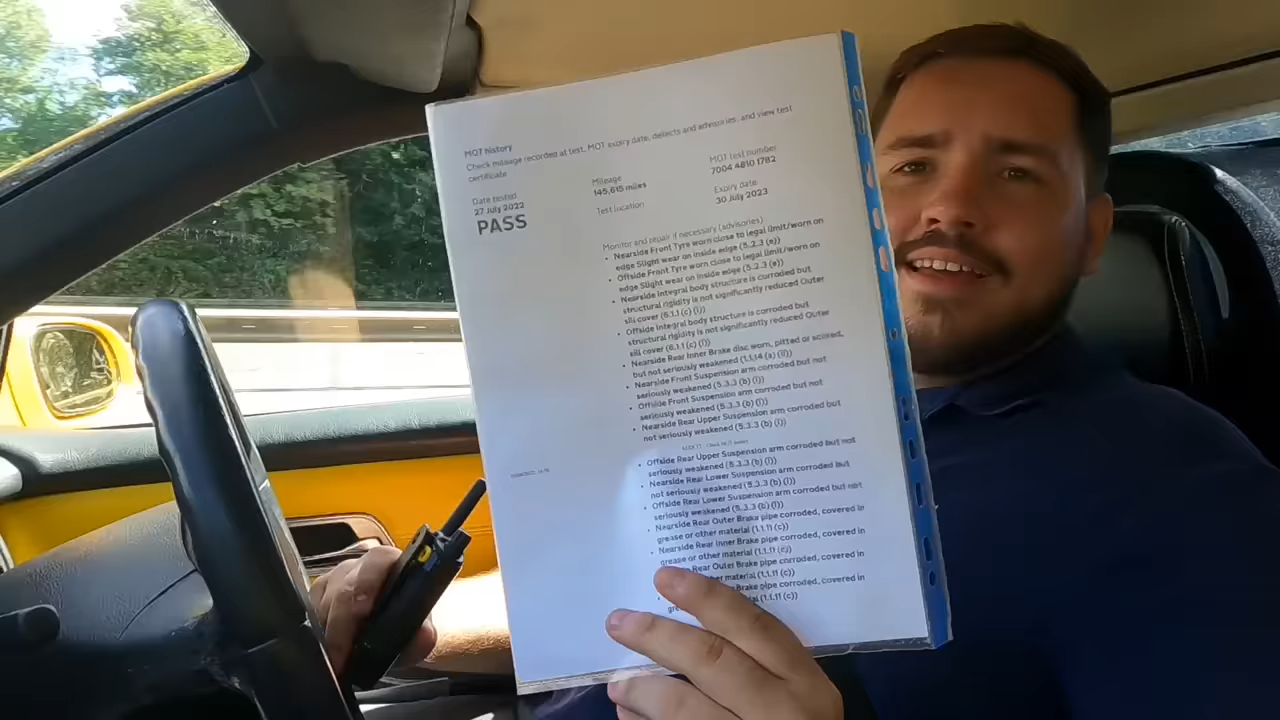 MOT history
Check mileage recorded at test, MOT expiry date, defects and advisories, and view test
certificate
Date tested
27 July 2022
PASS
Mileage
145,615 miles
Test location
MOT test number
7004 4810 1782
Expiry date
30 July 2023
Monitor and repair if necessary (advisories)
• Nearside Front Tyre worn close to legal limit/worn on
edge Slight wear on inside edge (5.2.3 (e))
• Offside Front Tyre worn close to legal limit/worn on
edge Slight wear on inside edge (5.2.3 (e))
• Nearside Integral body structure is corroded but
structural rigidity is not significantly reduced Outer
sill cover (6.1.1 (c) (i))
• Offside Integral body structure is corroded but
structural rigidity is not significantly reduced Outer
sill cover (6.1.1 (c) (i))
• Nearside Rear Inner Brake disc worn, pitted or scored,
but not seriously weakened (1.1.14 (a) (ii))
• Nearside Front Suspension arm corroded but not
seriously weakened (5.3.3 (b) (i))
• Offside Front Suspension arm corroded but not
seriously weakened (5.3.3 (b) (i))
• Nearside Rear Upper Suspension arm corroded but
not seriously weakened (5.3.3 (b) (i))
• Offside Rear Upper Suspension arm corroded but not
seriously weakened (5.3.3 (b) (i))
• Nearside Rear Lower Suspension arm corroded but
not seriously weakened (5.3.3 (b) (i))
• Offside Rear Lower Suspension arm corroded but not
seriously weakened (5.3.3 (b) (i))
• Nearside Rear Outer Brake pipe corroded, covered in
grease or other material (1.1.11 (c))
• Nearside Rear Inner Brake pipe corroded, covered in
grease or other material (1.1.11 (c))
Rear Outer Brake pipe corroded, covered in
material (1.1.11 (c))
Brake pipe corroded, covered in
(1.1.11 (c))